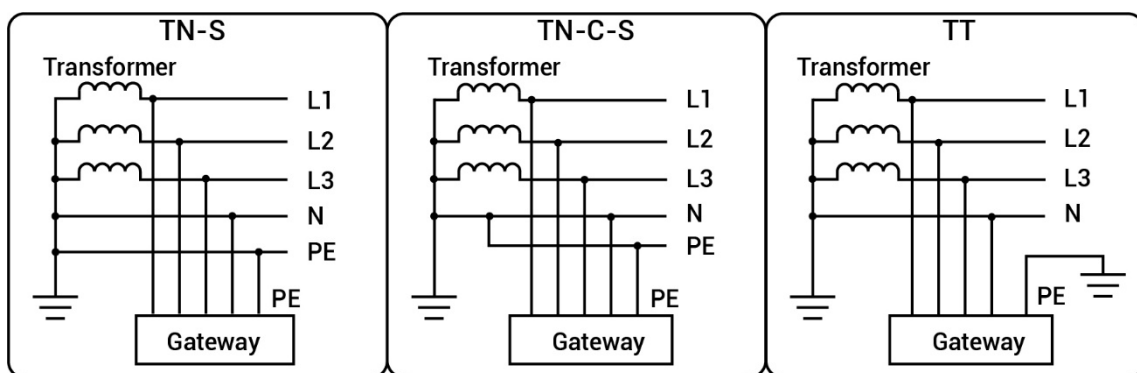 TN-S
Transformer
L1
L2
L3
N
PE
PE
Gateway
TN-C-S
Transformer
L1
L2
L3
N
PE
PE
Gateway
TT
Transformer
L1
L2
L3
N
PE
Gateway